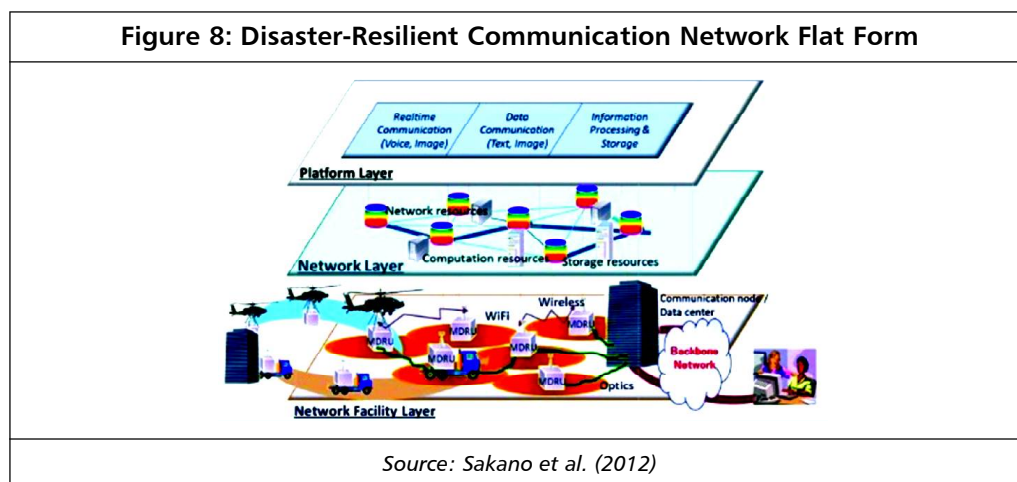 Figure 8: Disaster-Resilient Communication Network Flat Form
Realtime
Communication
(Voice, Image)
Data
Communication
(Text, Image)
Information
Processing &
Storage
Platform Layer
Network resources
Computation resources
Storage resources
Network Layer
Wireless
WiFi
Communication node /
Data center
MDRU
MDRU
MDRU
MDRU
MDRU
Backbone
Network
Optics
Network Facility Layer
Source: Sakano et al. (2012)